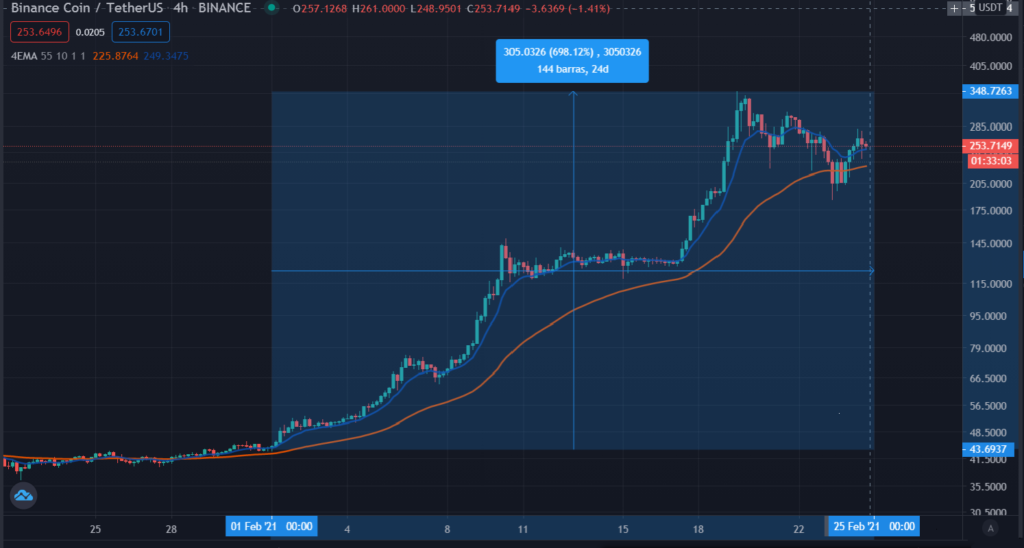 Binance Coin / TetherUS 4h BINANCE O257.1268 H261.0000 L248.9501 C253.7149 −3.6369 (−1.41%)
253.6496 0.0205 253.6701
4EMA 55 10 1 1 225.8764 249.3475
305.0326 (698.12%) , 3050326
144 barras, 24d
USDT
480.0000
405.0000
348.7263
285.0000
253.7149
01:33:03
205.0000
175.0000
145.0000
115.0000
95.0000
79.0000
66.5000
56.5000
48.5000
43.6937
41.5000
35.5000
30.5000
25 28 01 Feb '21 00:00 4 8 11 15 18 22 25 Feb '21 00:00
A